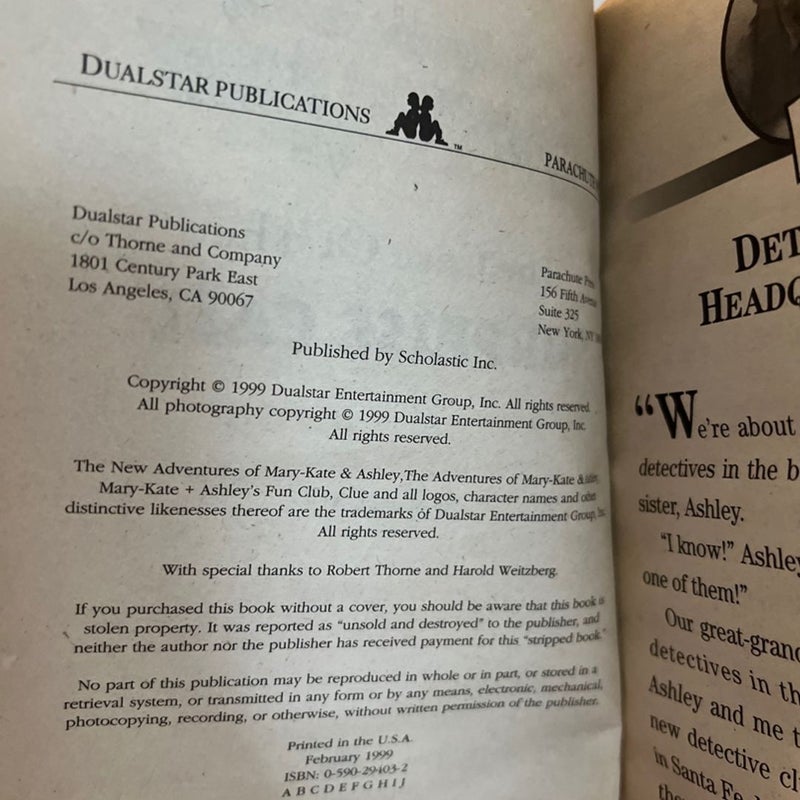 DUALSTAR PUBLICATIONS
TM
PARACHUTE
Dualstar Publications
c/o Thorne and Company
1801 Century Park East
Los Angeles, CA 90067
Parachute
156 Fifth Avenue
Suite 325
New York, NY
Published by Scholastic Inc.
Copyright © 1999 Dualstar Entertainment Group, Inc. All rights reserved.
All photography copyright © 1999 Dualstar Entertainment Group, Inc.
All rights reserved.
The New Adventures of Mary-Kate & Ashley,The Adventures of Mary-Kate &
Mary-Kate + Ashley's Fun Club, Clue and all logos, character names and other
distinctive likenesses thereof are the trademarks of Dualstar Entertainment Group, Inc.
All rights reserved.
With special thanks to Robert Thorne and Harold Weitzberg.
If you purchased this book without a cover, you should be aware that this book is
stolen property. It was reported as "unsold and destroyed" to the publisher, and
neither the author nor the publisher has received payment for this "stripped book."
No part of this publication may be reproduced in whole or in part, or stored in a
retrieval system, or transmitted in any form or by any means, electronic, mechanical,
photocopying, recording, or otherwise, without written permission of the publisher.
Printed in the U.S.A.
February 1999
ISBN: 0-590-29403-2
A B C D E F G H I J
DET
HEADQ
"We're about
detectives in the b
sister, Ashley.
"I know!" Ashley
one of them!"
Our great-grand
detectives in th
Ashley and me t
new detective cl
in Santa Fe